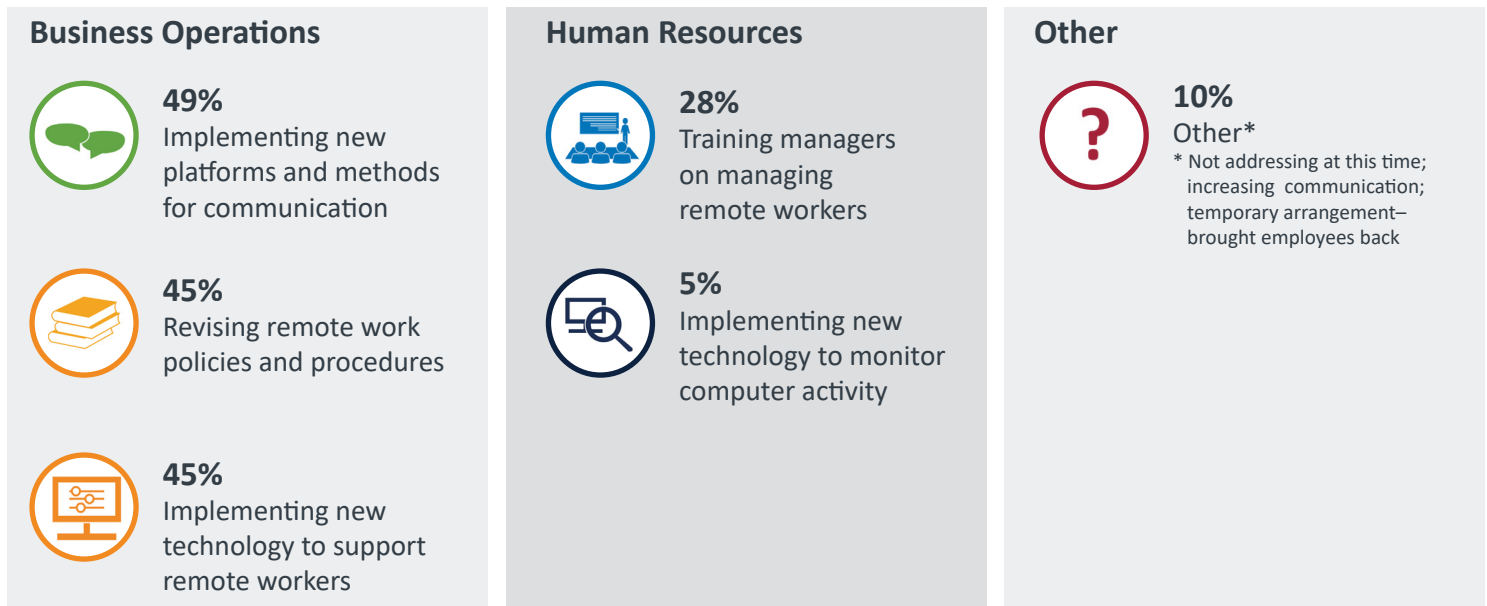 Business Operations
49%
Implementing new
platforms and methods
for communication
45%
Revising remote work
policies and procedures
45%
Implementing new
technology to support
remote workers
Human Resources
28%
Training managers
on managing
remote workers
5%
Implementing new
technology to monitor
computer activity
Other
?
10%
Other*
* Not addressing at this time;
increasing communication;
temporary arrangement–
brought employees back